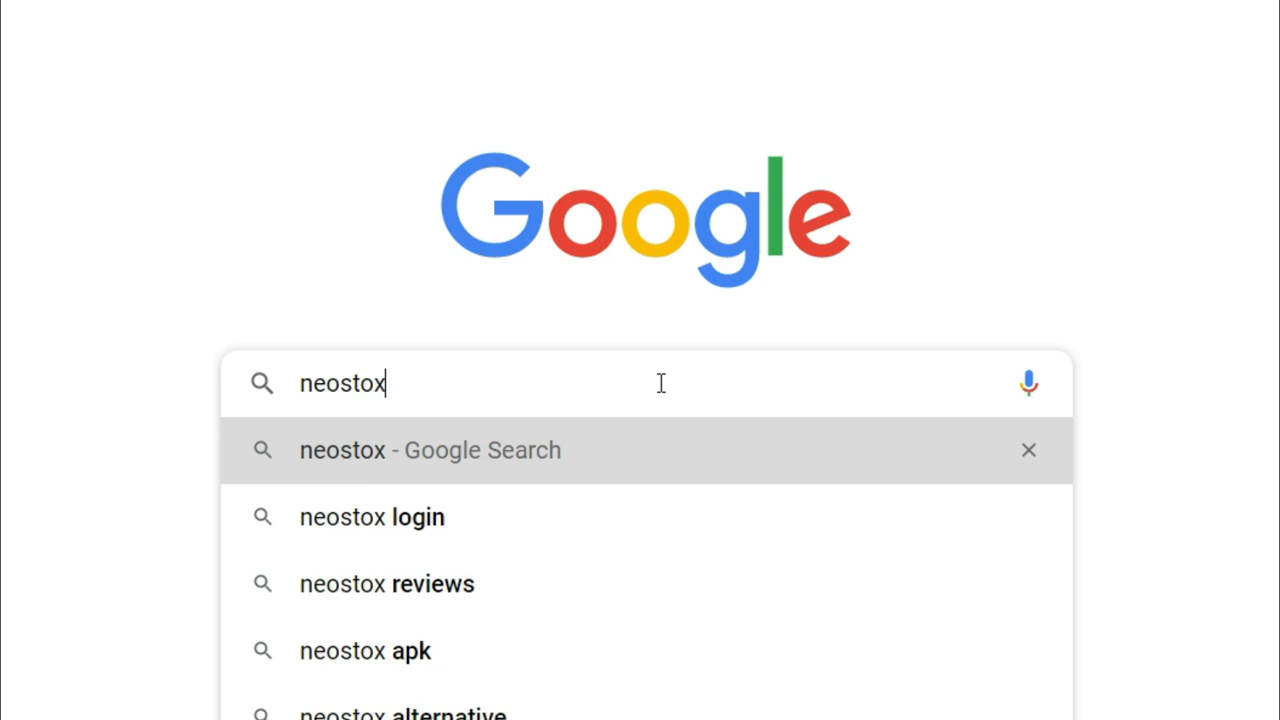 Google
neostox
neostox - Google Search
neostox login
neostox reviews
neostox apk
neostox alternative